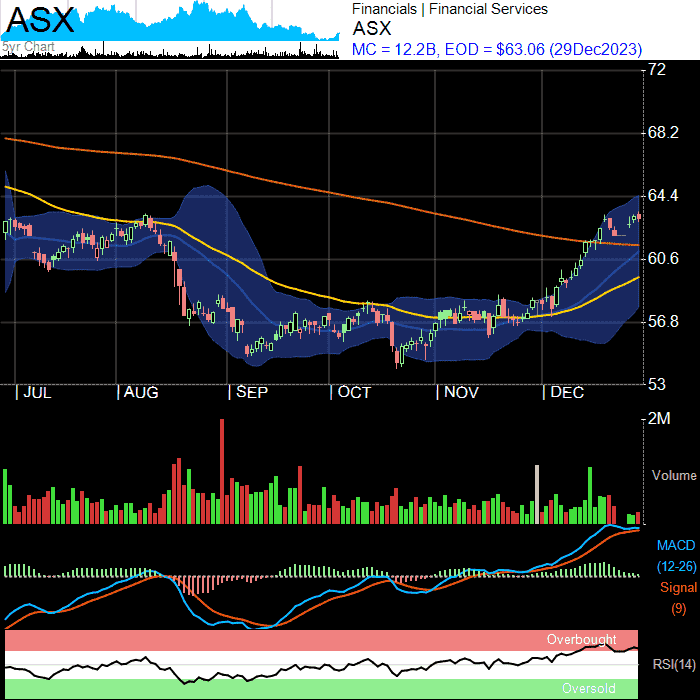 ASX
5yr Chart
Financials | Financial Services
ASX
MC = 12.2B, EOD = $63.06 (29Dec2023)
72
68.2
64.4
60.6
56.8
53
| JUL | AUG | SEP | OCT | NOV | DEC
2M
Volume
MACD
(12-26)
Signal
(9)
Overbought
RSI(14)
Oversold